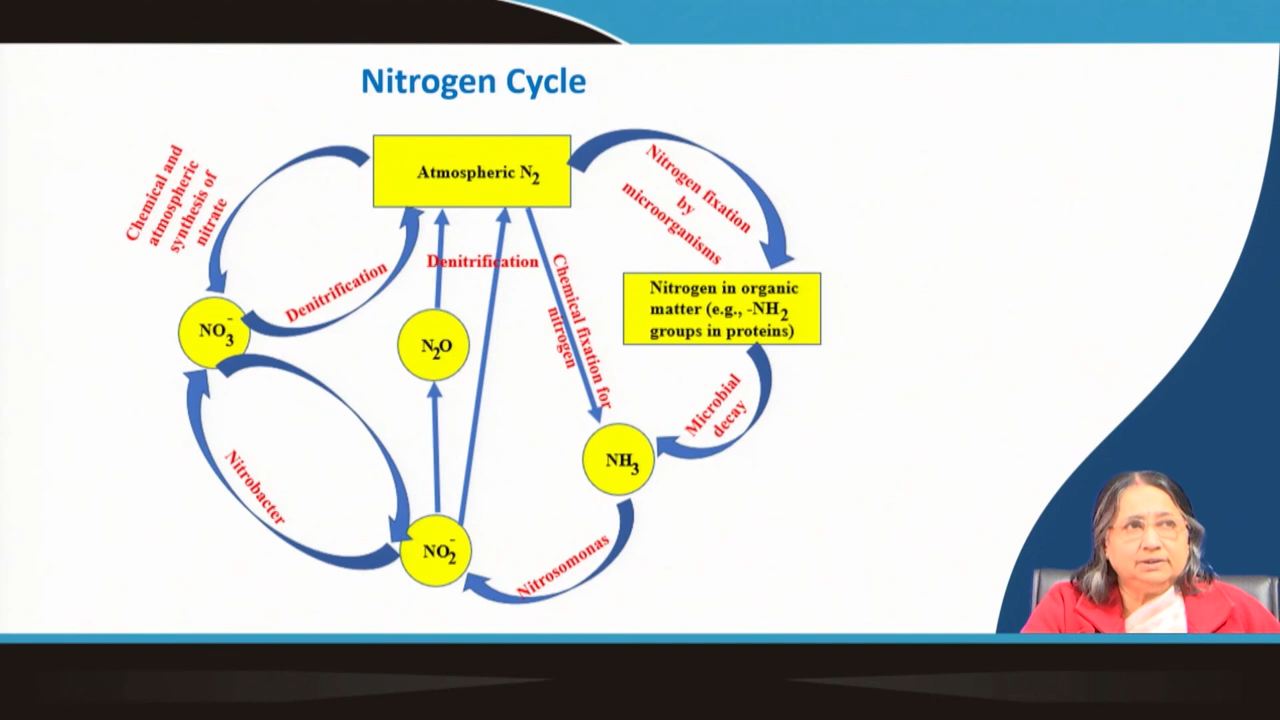 Nitrogen Cycle
Atmospheric N₂
Chemical and
atmospheric
synthesis of
nitrate
Nitrogen fixation
by
microorganisms
Denitrification
Denitrification
Chemical fixation for
nitrogen
Nitrogen in organic
matter (e.g., -NH₂
groups in proteins)
NO₃⁻
N₂O
Microbial
decay
NH₃
Nitrobacter
NO₂⁻
Nitrosomonas